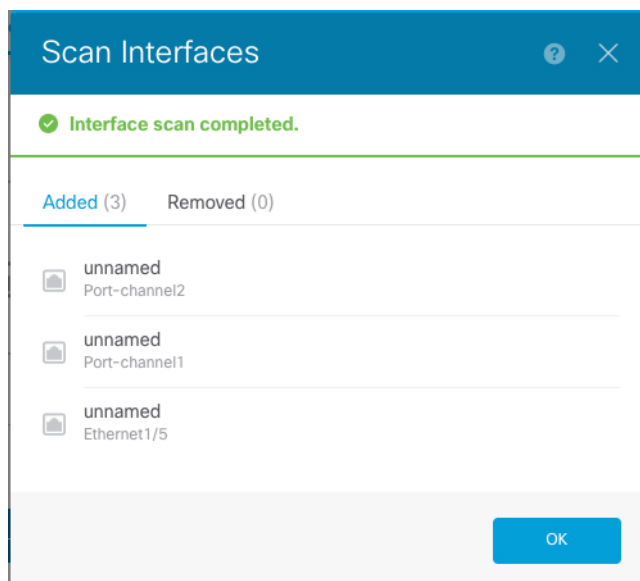 Scan Interfaces
Interface scan completed.
Added (3) Removed (0)
unnamed
Port-channel2
unnamed
Port-channel1
unnamed
Ethernet1/5
OK